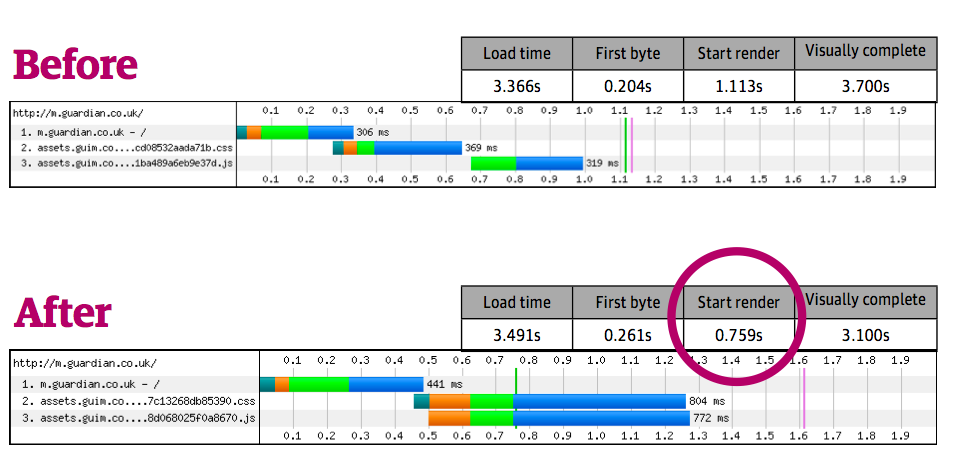 Before
Load time First byte Start render Visually complete
3.366s 0.204s 1.113s 3.700s
http://m.guardian.co.uk/ 0.1 0.2 0.3 0.4 0.5 0.6 0.7 0.8 0.9 1.0 1.1 1.2 1.3 1.4 1.5 1.6 1.7 1.8 1.9
1. m.guardian.co.uk - / 306 ms
2. assets.guim.co....cd08532aada71b.css 369 ms
3. assets.guim.co....1ba489a6eb9e37d.js 319 ms
0.1 0.2 0.3 0.4 0.5 0.6 0.7 0.8 0.9 1.0 1.1 1.2 1.3 1.4 1.5 1.6 1.7 1.8 1.9
After
Load time First byte Start render Visually complete
3.491s 0.261s 0.759s 3.100s
http://m.guardian.co.uk/ 0.1 0.2 0.3 0.4 0.5 0.6 0.7 0.8 0.9 1.0 1.1 1.2 1.3 1.4 1.5 1.6 1.7 1.8 1.9
1. m.guardian.co.uk - / 441 ms
2. assets.guim.co....7c13268db85390.css 804 ms
3. assets.guim.co....8d068025f0a8670.js 772 ms
0.1 0.2 0.3 0.4 0.5 0.6 0.7 0.8 0.9 1.0 1.1 1.2 1.3 1.4 1.5 1.6 1.7 1.8 1.9